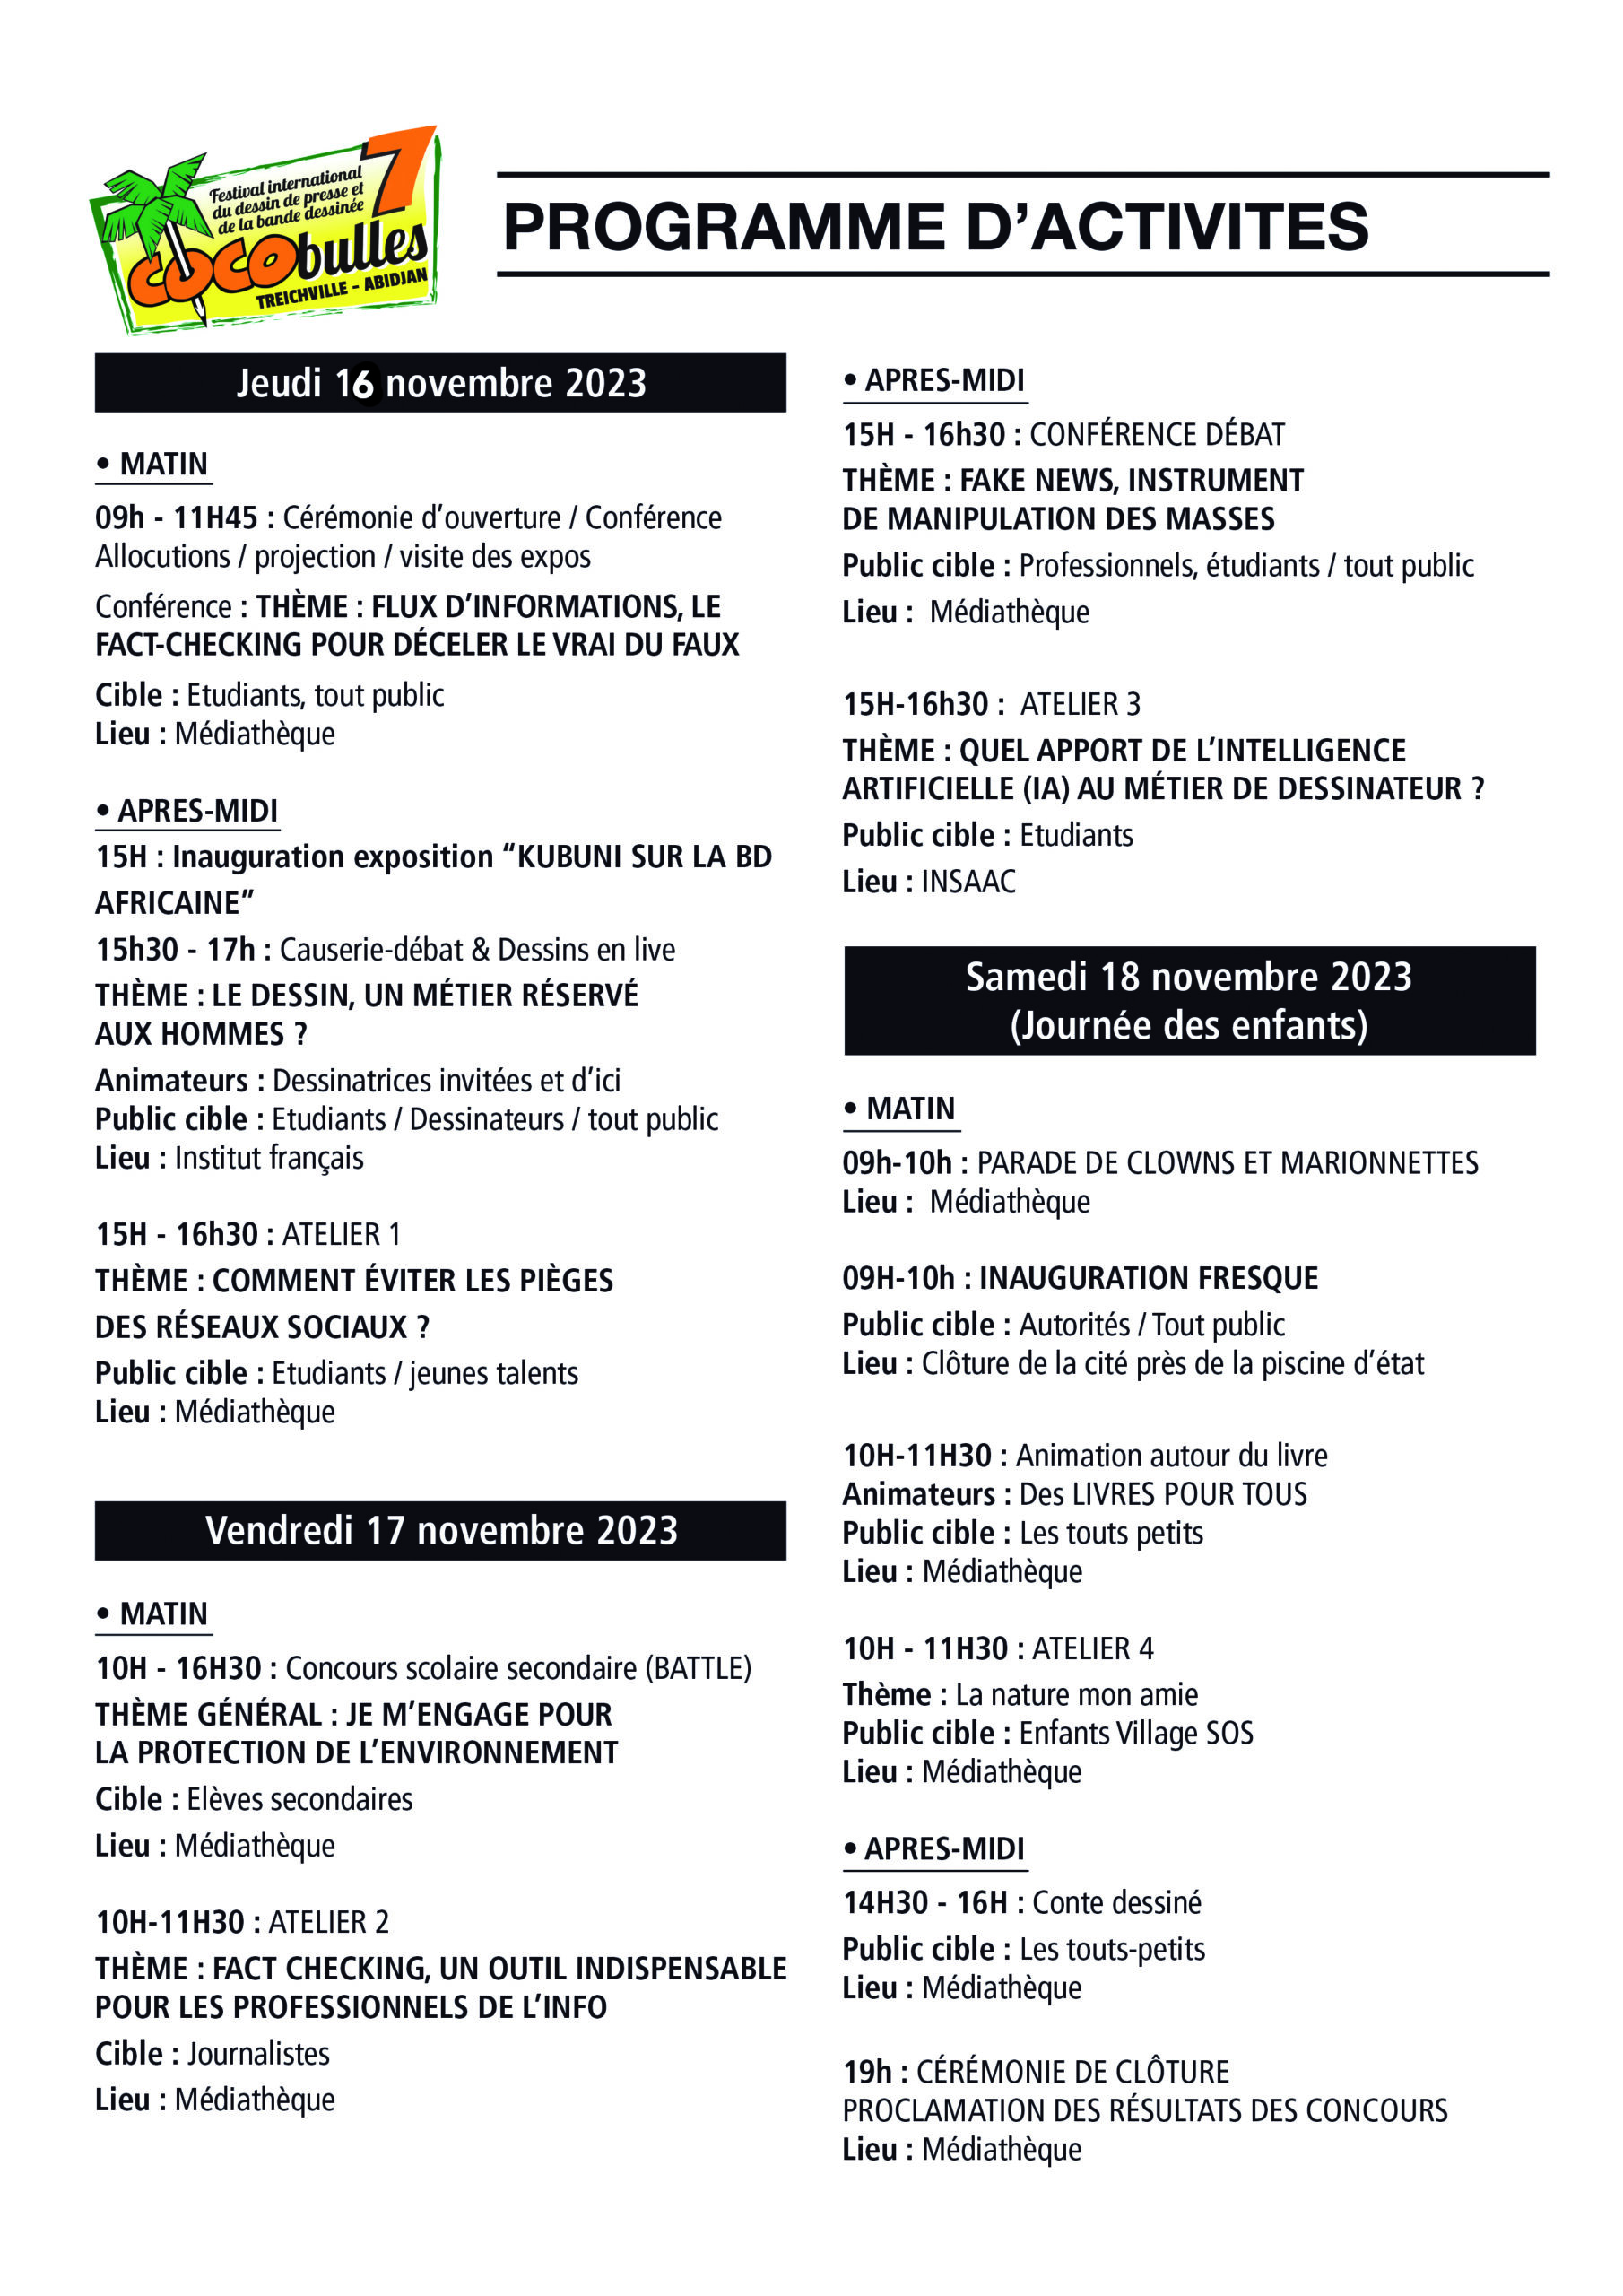 Festival international
du dessin de presse et
de la bande dessinée
7
COCObulles
TREICHVILLE - ABIDJAN
PROGRAMME D'ACTIVITES
Jeudi 16 novembre 2023
• MATIN
09h - 11H45 : Cérémonie d'ouverture / Conférence
Allocutions / projection / visite des expos
Conférence : THÈME : FLUX D'INFORMATIONS, LE
FACT-CHECKING POUR DÉCELER LE VRAI DU FAUX
Cible : Etudiants, tout public
Lieu : Médiathèque
• APRES-MIDI
15H : Inauguration exposition "KUBUNI SUR LA BD
AFRICAINE"
15h30 - 17h : Causerie-débat & Dessins en live
THÈME : LE DESSIN, UN MÉTIER RÉSERVÉ
AUX HOMMES ?
Animateurs : Dessinatrices invitées et d'ici
Public cible : Etudiants / Dessinateurs / tout public
Lieu : Institut français
15H - 16h30 : ATELIER 1
THÈME : COMMENT ÉVITER LES PIÈGES
DES RÉSEAUX SOCIAUX ?
Public cible : Etudiants / jeunes talents
Lieu : Médiathèque
Vendredi 17 novembre 2023
• MATIN
10H - 16H30 : Concours scolaire secondaire (BATTLE)
THÈME GÉNÉRAL : JE M'ENGAGE POUR
LA PROTECTION DE L'ENVIRONNEMENT
Cible : Elèves secondaires
Lieu : Médiathèque
10H-11H30 : ATELIER 2
THÈME : FACT CHECKING, UN OUTIL INDISPENSABLE
POUR LES PROFESSIONNELS DE L'INFO
Cible : Journalistes
Lieu : Médiathèque
• APRES-MIDI
15H - 16h30 : CONFÉRENCE DÉBAT
THÈME : FAKE NEWS, INSTRUMENT
DE MANIPULATION DES MASSES
Public cible : Professionnels, étudiants / tout public
Lieu : Médiathèque
15H-16h30 : ATELIER 3
THÈME : QUEL APPORT DE L'INTELLIGENCE
ARTIFICIELLE (IA) AU MÉTIER DE DESSINATEUR ?
Public cible : Etudiants
Lieu : INSAAC
Samedi 18 novembre 2023
(Journée des enfants)
• MATIN
09h-10h : PARADE DE CLOWNS ET MARIONNETTES
Lieu : Médiathèque
09H-10h : INAUGURATION FRESQUE
Public cible : Autorités / Tout public
Lieu : Clôture de la cité près de la piscine d'état
10H-11H30 : Animation autour du livre
Animateurs : Des LIVRES POUR TOUS
Public cible : Les touts petits
Lieu : Médiathèque
10H - 11H30 : ATELIER 4
Thème : La nature mon amie
Public cible : Enfants Village SOS
Lieu : Médiathèque
• APRES-MIDI
14H30 - 16H : Conte dessiné
Public cible : Les touts-petits
Lieu : Médiathèque
19h : CÉRÉMONIE DE CLÔTURE
PROCLAMATION DES RÉSULTATS DES CONCOURS
Lieu : Médiathèque